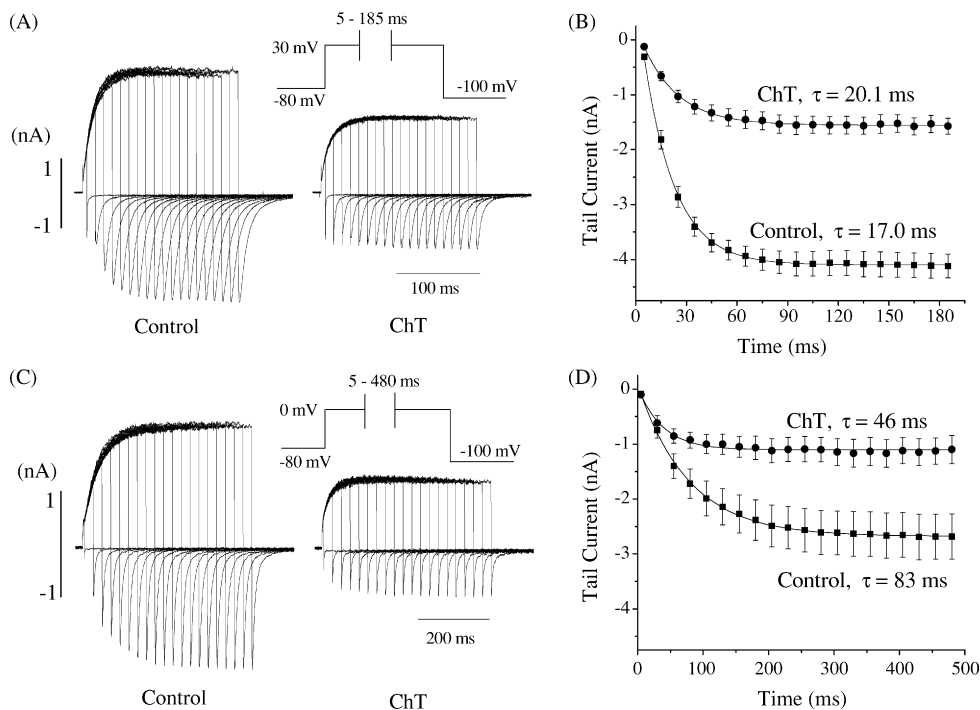 (A)
5 - 185 ms
30 mV
-80 mV
-100 mV
(nA)
1
-1
100 ms
Control
ChT
(B)
0
-1
-2
-3
-4
Tail Current (nA)
ChT, τ = 20.1 ms
Control, τ = 17.0 ms
0 30 60 90 120 150 180
Time (ms)
(C)
5 - 480 ms
0 mV
-80 mV
-100 mV
(nA)
1
-1
200 ms
Control
ChT
(D)
0
-1
-2
-3
-4
Tail Current (nA)
ChT, τ = 46 ms
Control, τ = 83 ms
0 100 200 300 400 500
Time (ms)